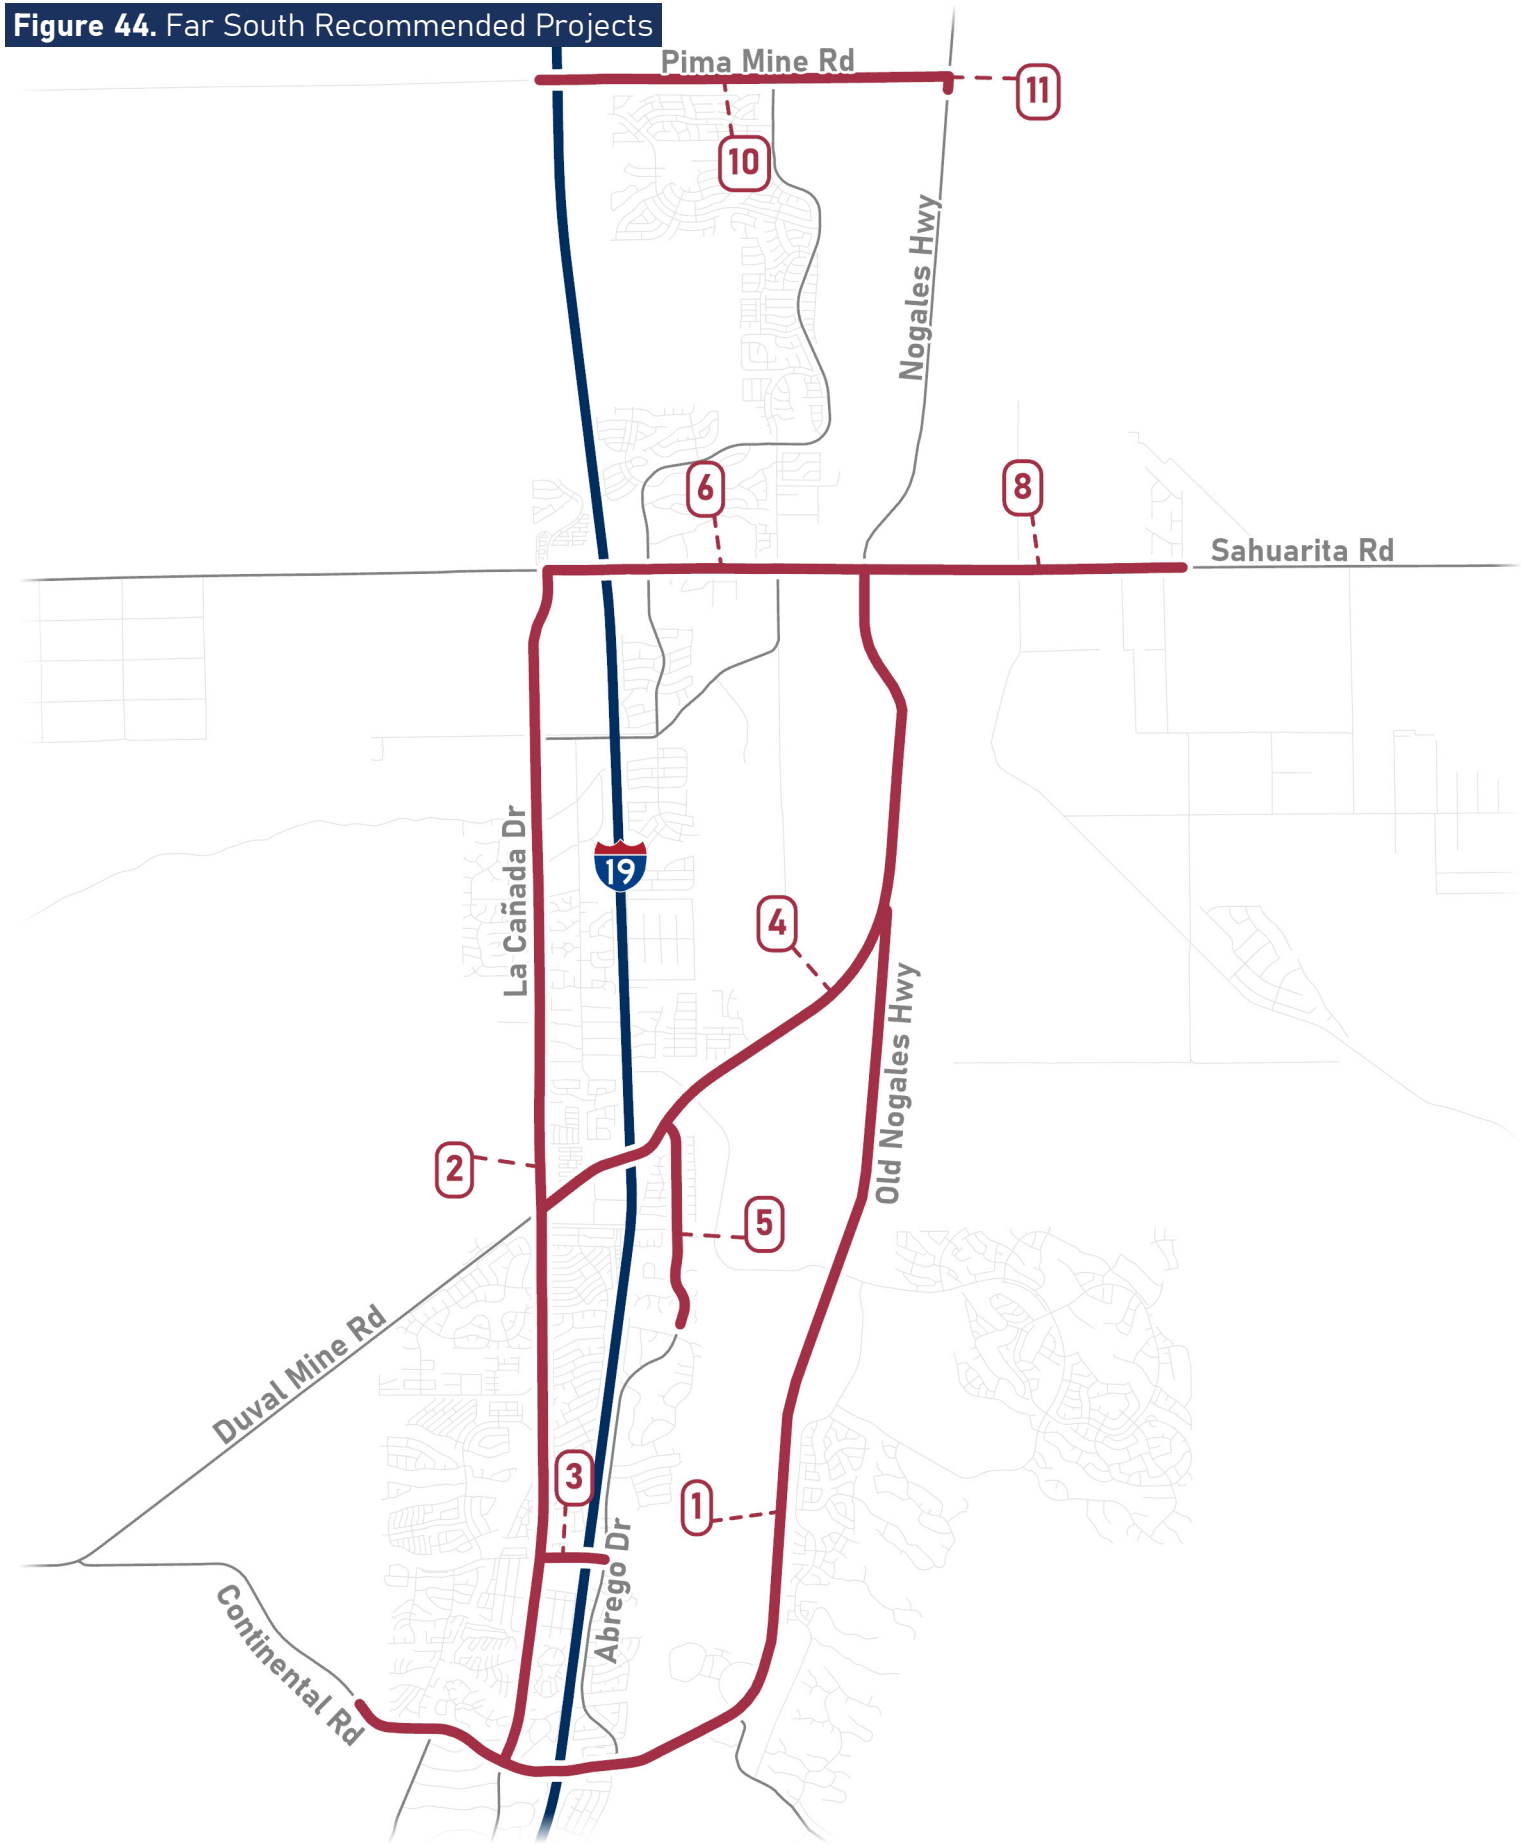 Figure 44. Far South Recommended Projects
Pima Mine Rd
11
10
Nogales Hwy
6
8
Sahuarita Rd
La Cañada Dr
19
4
Old Nogales Hwy
2
5
Duval Mine Rd
3
1
Abrego Dr
Continental Rd